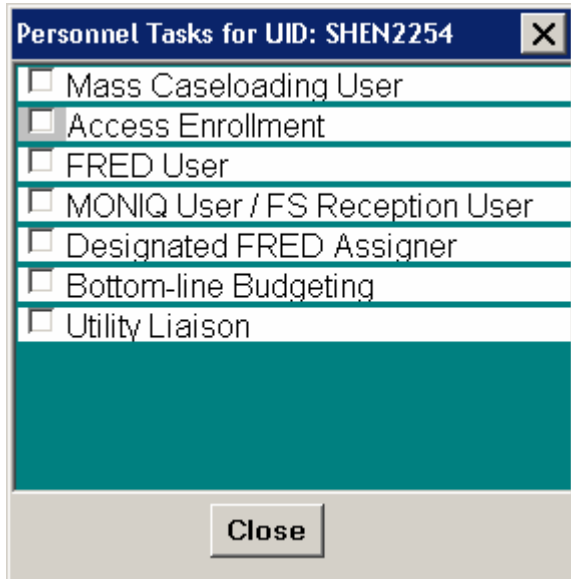 Personnel Tasks for UID: SHEN2254
Mass Caseloading User
Access Enrollment
FRED User
MONIQ User / FS Reception User
Designated FRED Assigner
Bottom-line Budgeting
Utility Liaison
Close